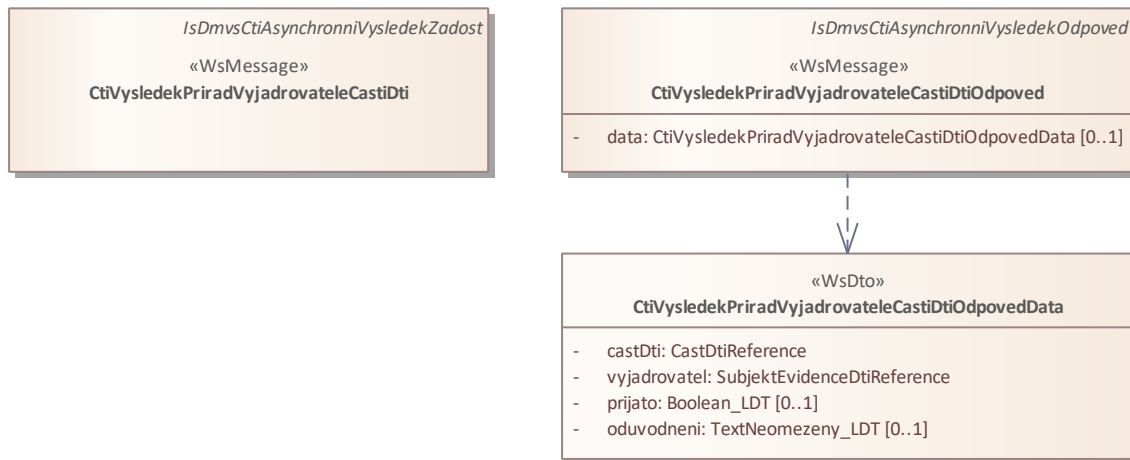 IsDmvsCtiAsynchronniVysledekZadost
«WsMessage»
CtiVysledekPriradVyjadrovateleCastiDti
IsDmvsCtiAsynchronniVysledekOdpoved
«WsMessage»
CtiVysledekPriradVyjadrovateleCastiDtiOdpoved
- data: CtiVysledekPriradVyjadrovateleCastiDtiOdpovedData [0..1]
«WsDto»
CtiVysledekPriradVyjadrovateleCastiDtiOdpovedData
- castDti: CastDtiReference
- vyjadrovatel: SubjektEvidenceDtiReference
- prijato: Boolean_LDT [0..1]
- oduvodneni: TextNeomezeny_LDT [0..1]